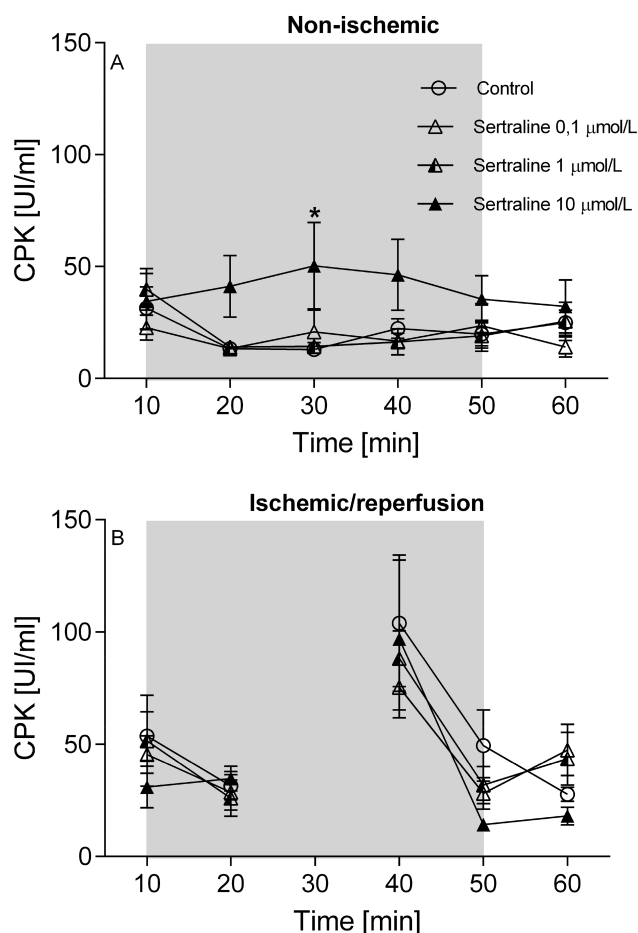 Non-ischemic
150
A
Control
Sertraline 0,1 μmol/L
100
Sertraline 1 μmol/L
Sertraline 10 μmol/L
*
CPK [UI/ml]
50
0
10 20 30 40 50 60
Time [min]
Ischemic/reperfusion
150
B
100
CPK [UI/ml]
50
0
10 20 30 40 50 60
Time [min]